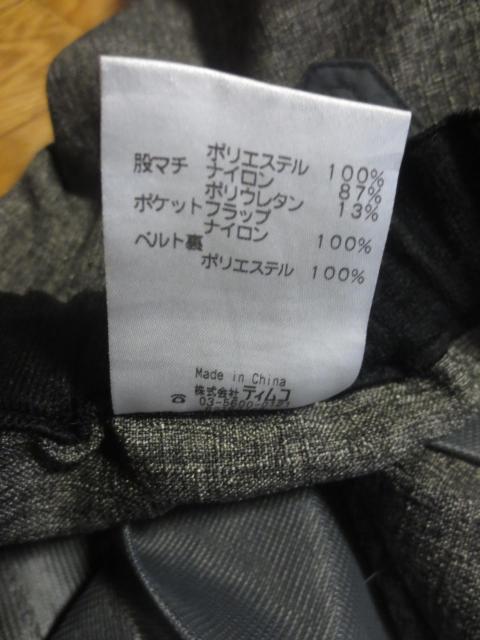 ポリエステル 100%
股マチ ナイロン 87%
ポリウレタン 13%
ポケットフラップ
ナイロン 100%
ベルト裏
ポリエステル 100%
Made in China
株式会社ティムコ
☎